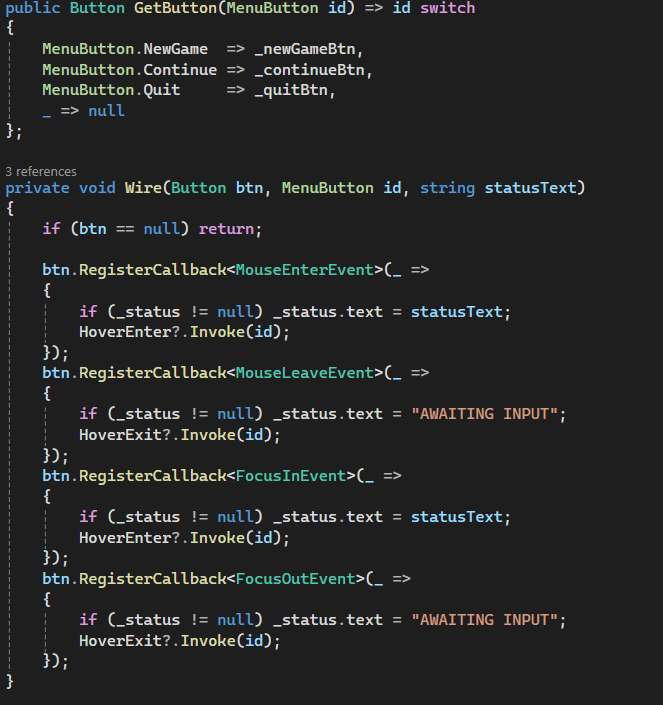 public Button GetButton(MenuButton id) => id switch
{
    MenuButton.NewGame  => _newGameBtn,
    MenuButton.Continue => _continueBtn,
    MenuButton.Quit     => _quitBtn,
    _ => null
};
3 references
private void Wire(Button btn, MenuButton id, string statusText)
{
    if (btn == null) return;
    btn.RegisterCallback<MouseEnterEvent>(_ =>
    {
        if (_status != null) _status.text = statusText;
        HoverEnter?.Invoke(id);
    });
    btn.RegisterCallback<MouseLeaveEvent>(_ =>
    {
        if (_status != null) _status.text = "AWAITING INPUT";
        HoverExit?.Invoke(id);
    });
    btn.RegisterCallback<FocusInEvent>(_ =>
    {
        if (_status != null) _status.text = statusText;
        HoverEnter?.Invoke(id);
    });
    btn.RegisterCallback<FocusOutEvent>(_ =>
    {
        if (_status != null) _status.text = "AWAITING INPUT";
        HoverExit?.Invoke(id);
    });
}